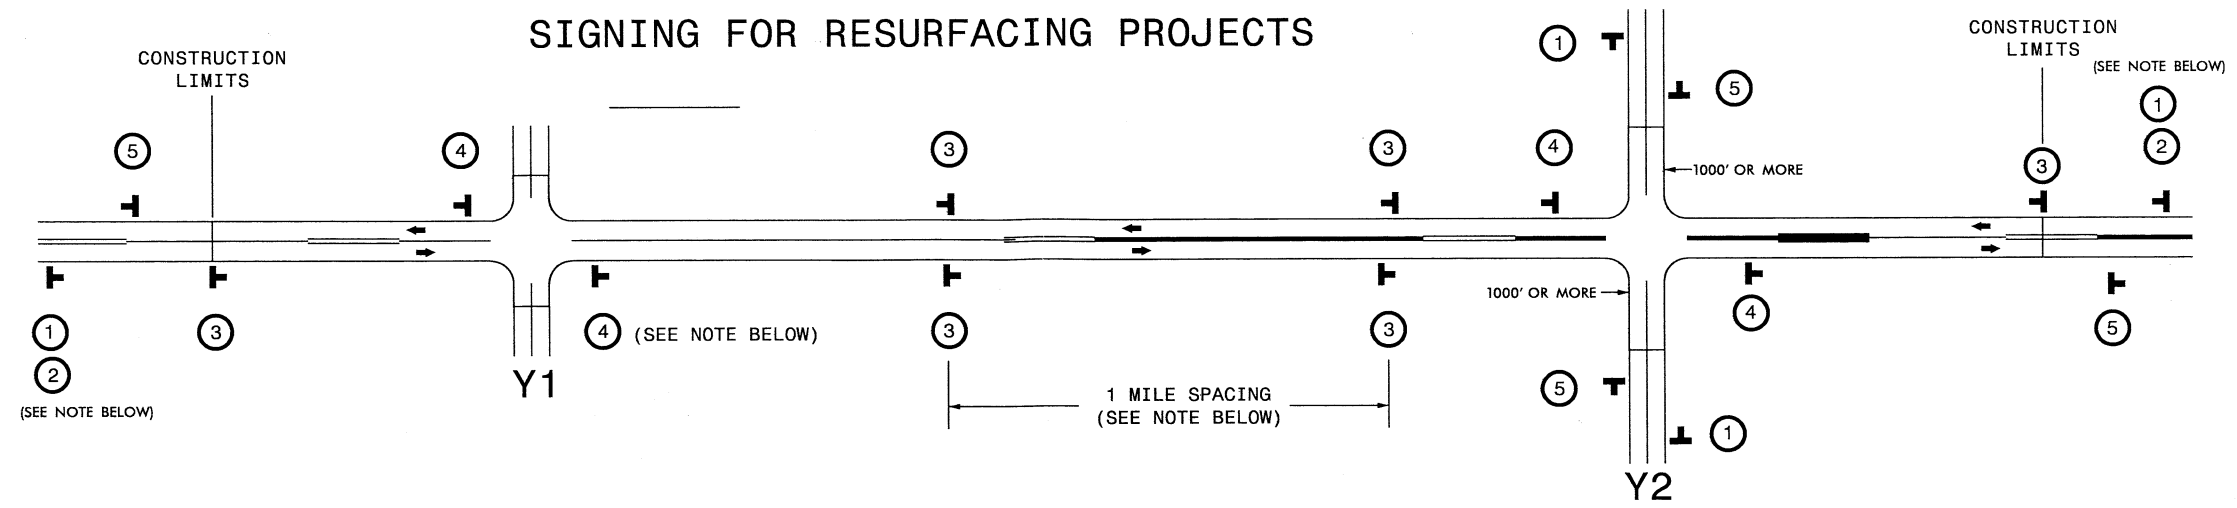 SIGNING FOR RESURFACING PROJECTS
CONSTRUCTION
LIMITS
CONSTRUCTION
LIMITS
(SEE NOTE BELOW)
1
5
1
2
5
4
3
3
4
3
1000' OR MORE
1000' OR MORE
1
2
(SEE NOTE BELOW)
3
4 (SEE NOTE BELOW)
3
3
4
5
Y1
1 MILE SPACING
(SEE NOTE BELOW)
5
1
Y2